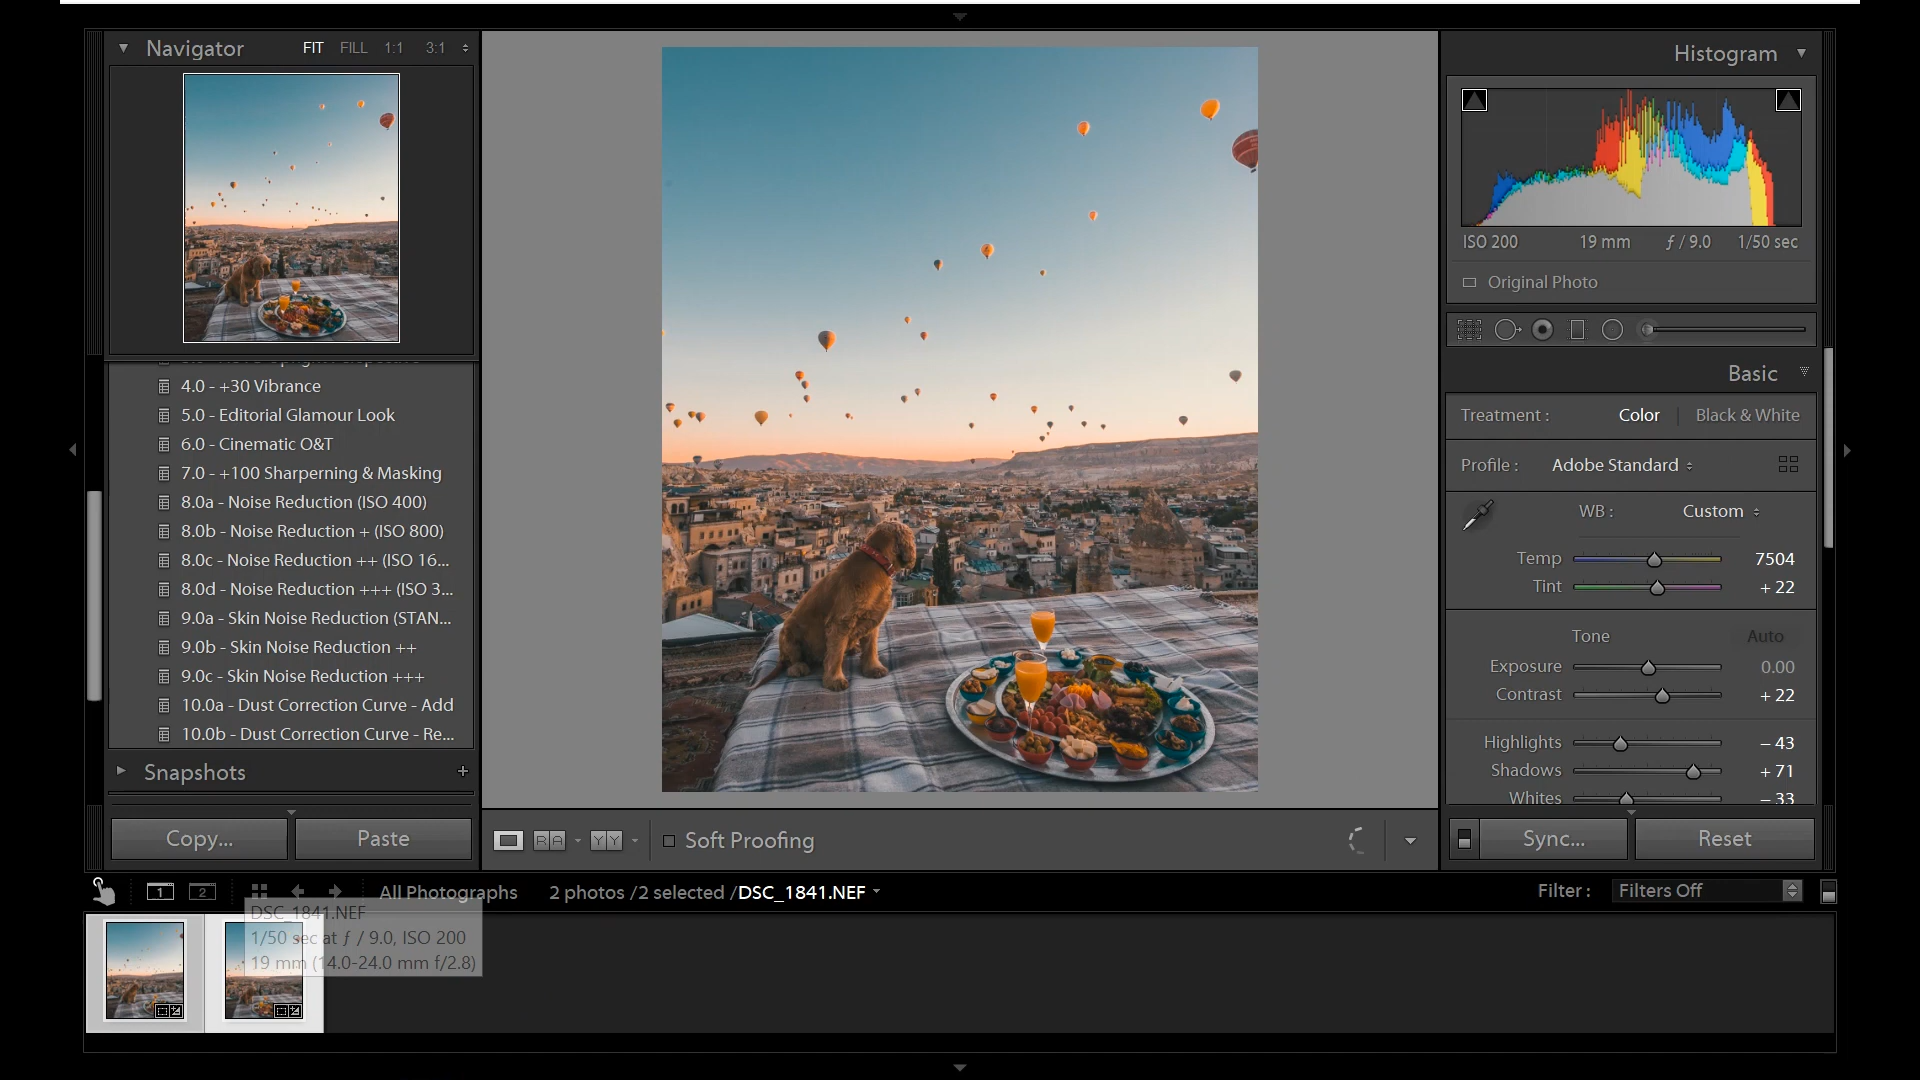 Navigator FIT FILL 1:1 3:1
4.0 - +30 Vibrance
5.0 - Editorial Glamour Look
6.0 - Cinematic O&T
7.0 - +100 Sharperning & Masking
8.0a - Noise Reduction (ISO 400)
8.0b - Noise Reduction + (ISO 800)
8.0c - Noise Reduction ++ (ISO 16...
8.0d - Noise Reduction +++ (ISO 3...
9.0a - Skin Noise Reduction (STAN...
9.0b - Skin Noise Reduction ++
9.0c - Skin Noise Reduction +++
10.0a - Dust Correction Curve - Add
10.0b - Dust Correction Curve - Re...
Snapshots +
Copy... Paste
Soft Proofing
Histogram
ISO 200 19 mm ƒ / 9.0 1/50 sec
Original Photo
Basic
Treatment : Color Black & White
Profile : Adobe Standard
WB : Custom
Temp 7504
Tint + 22
Tone Auto
Exposure 0.00
Contrast + 22
Highlights – 43
Shadows + 71
Whites – 33
Sync... Reset
1 2 All Photographs 2 photos /2 selected /DSC_1841.NEF Filter : Filters Off
DSC_1841.NEF
1/50 sec at ƒ / 9.0, ISO 200
19 mm (14.0-24.0 mm f/2.8)